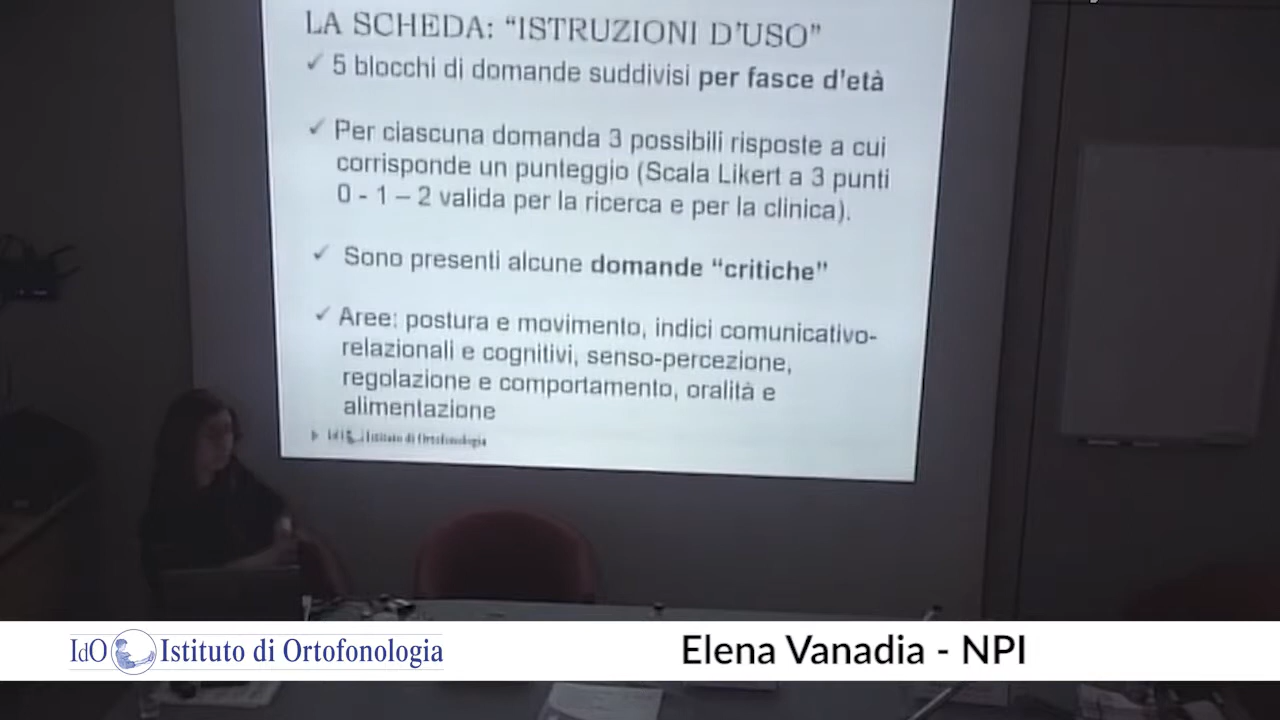 LA SCHEDA: “ISTRUZIONI D’USO”
✓ 5 blocchi di domande suddivisi per fasce d’età
✓ Per ciascuna domanda 3 possibili risposte a cui
corrisponde un punteggio (Scala Likert a 3 punti
0 - 1 – 2 valida per la ricerca e per la clinica).
✓ Sono presenti alcune domande “critiche”
✓ Aree: postura e movimento, indici comunicativo-
relazionali e cognitivi, senso-percezione,
regolazione e comportamento, oralità e
alimentazione
Istituto di Ortofonologia
IdO Istituto di Ortofonologia
Elena Vanadia - NPI